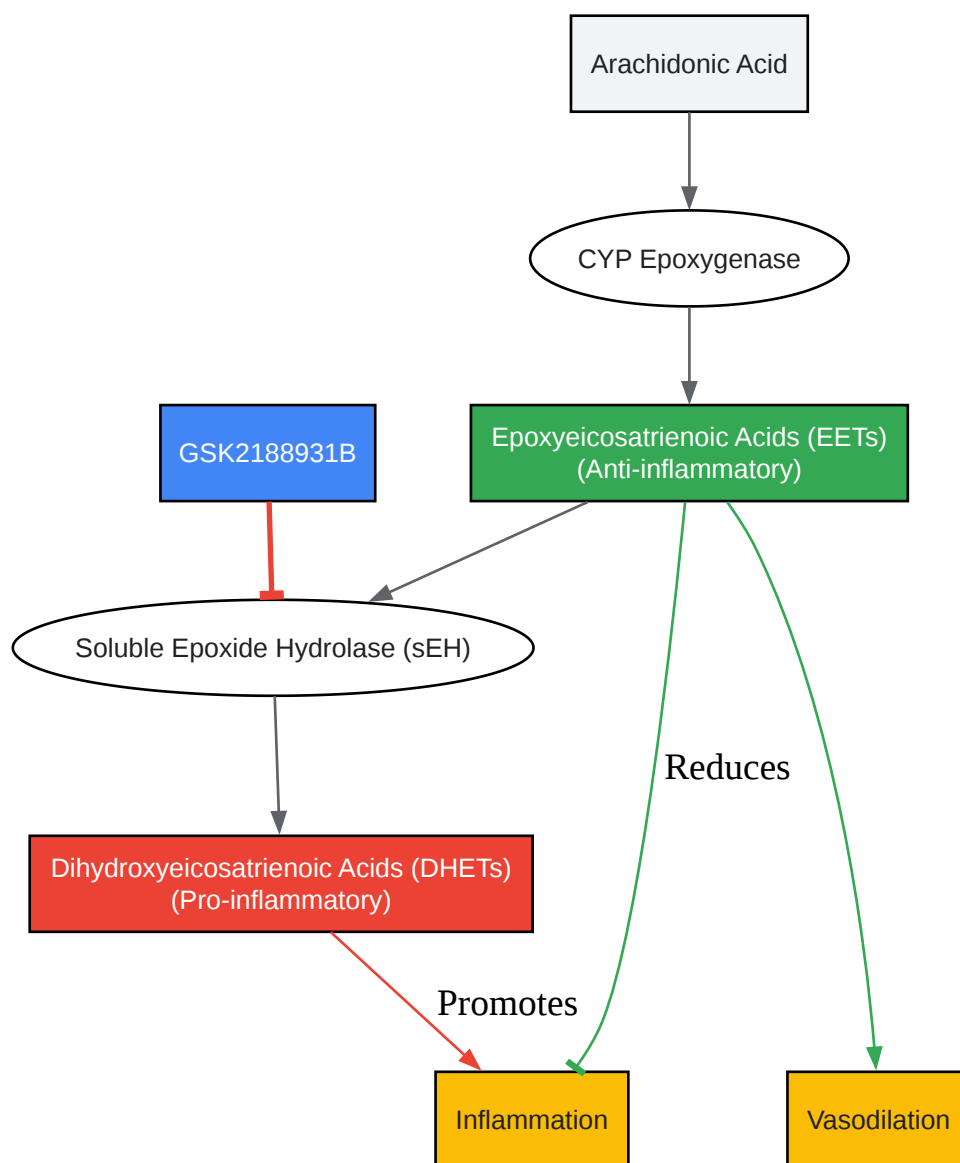 Arachidonic Acid
CYP Epoxygenase
GSK2188931B
Epoxyeicosatrienoic Acids (EETs)
(Anti-inflammatory)
Soluble Epoxide Hydrolase (sEH)
Reduces
Dihydroxyeicosatrienoic Acids (DHETs)
(Pro-inflammatory)
Promotes
Inflammation
Vasodilation